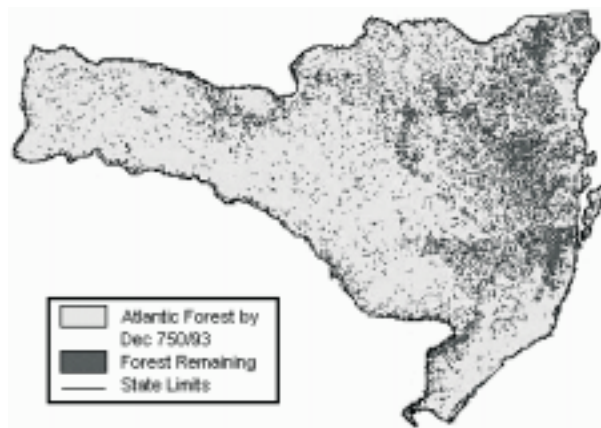 Atlantic Forest by
Dec 750/93
Forest Remaining
State Limits